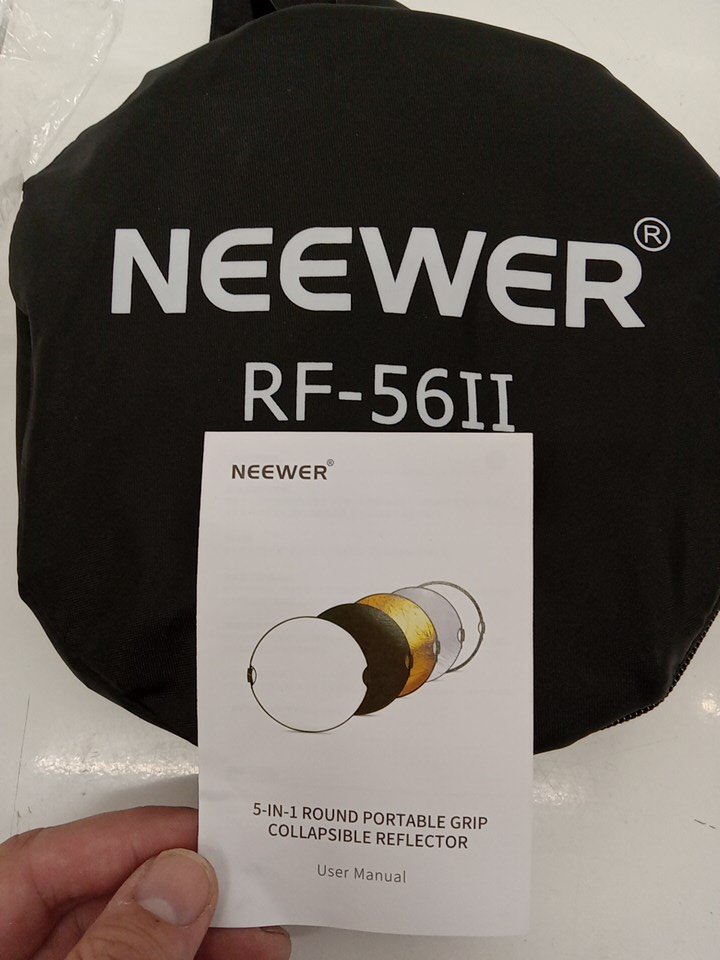 NEEWER®
RF-56II
NEEWER®
5-IN-1 ROUND PORTABLE GRIP
COLLAPSIBLE REFLECTOR
User Manual